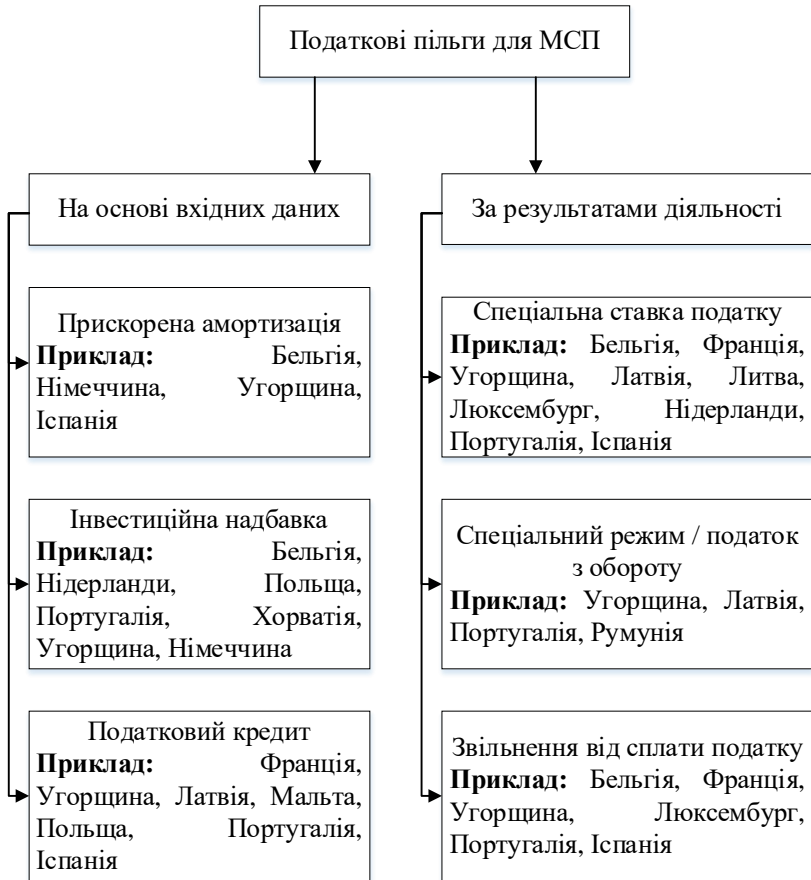 Податкові пільги для МСП
На основі вхідних даних
Прискорена амортизація
Приклад: Бельгія,
Німеччина, Угорщина,
Іспанія
Інвестиційна надбавка
Приклад: Бельгія,
Нідерланди, Польща,
Португалія, Хорватія,
Угорщина, Німеччина
Податковий кредит
Приклад: Франція,
Угорщина, Латвія, Мальта,
Польща, Португалія,
Іспанія
За результатами діяльності
Спеціальна ставка податку
Приклад: Бельгія, Франція,
Угорщина, Латвія, Литва,
Люксембург, Нідерланди,
Португалія, Іспанія
Спеціальний режим / податок
з обороту
Приклад: Угорщина, Латвія,
Португалія, Румунія
Звільнення від сплати податку
Приклад: Бельгія, Франція,
Угорщина, Люксембург,
Португалія, Іспанія